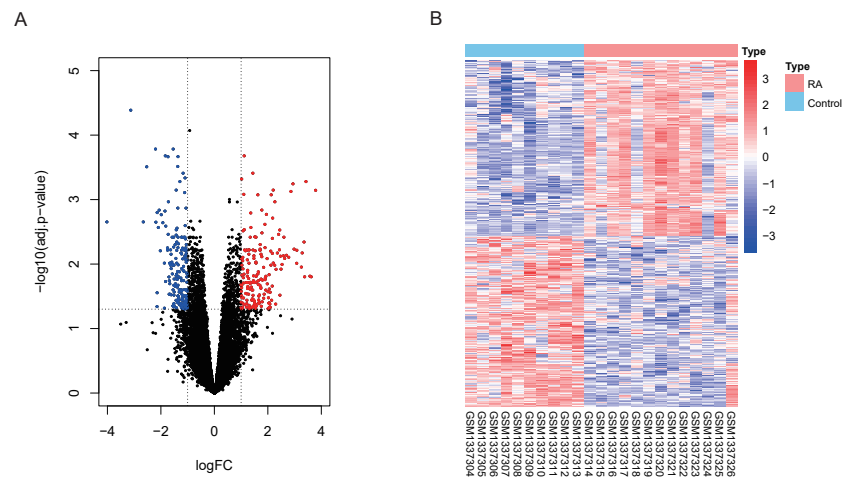 A
5
4
3
2
1
0
−log10(adj.p−value)
−4
−2
0
2
4
logFC
B
Type
3
2
1
0
−1
−2
−3
Type
RA
Control
GSM1337304
GSM1337305
GSM1337306
GSM1337307
GSM1337308
GSM1337309
GSM1337310
GSM1337311
GSM1337312
GSM1337313
GSM1337314
GSM1337315
GSM1337316
GSM1337317
GSM1337318
GSM1337319
GSM1337320
GSM1337321
GSM1337322
GSM1337323
GSM1337324
GSM1337325
GSM1337326